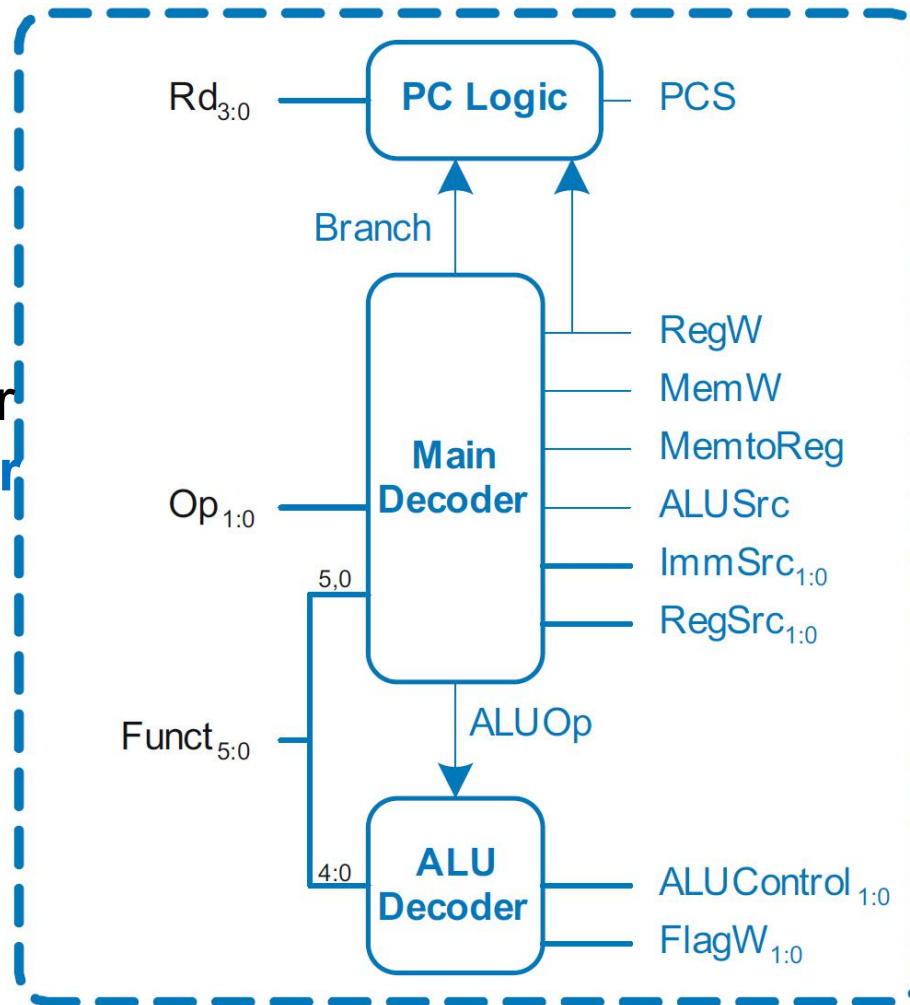 Rd3:0
PC Logic
PCS
Branch
RegW
MemW
r
MemtoReg
r
Main
Decoder
Op1:0
ALUSrc
5,0
ImmSrc1:0
RegSrc1:0
Funct5:0
ALUOp
4:0
ALU
Decoder
ALUControl1:0
FlagW1:0